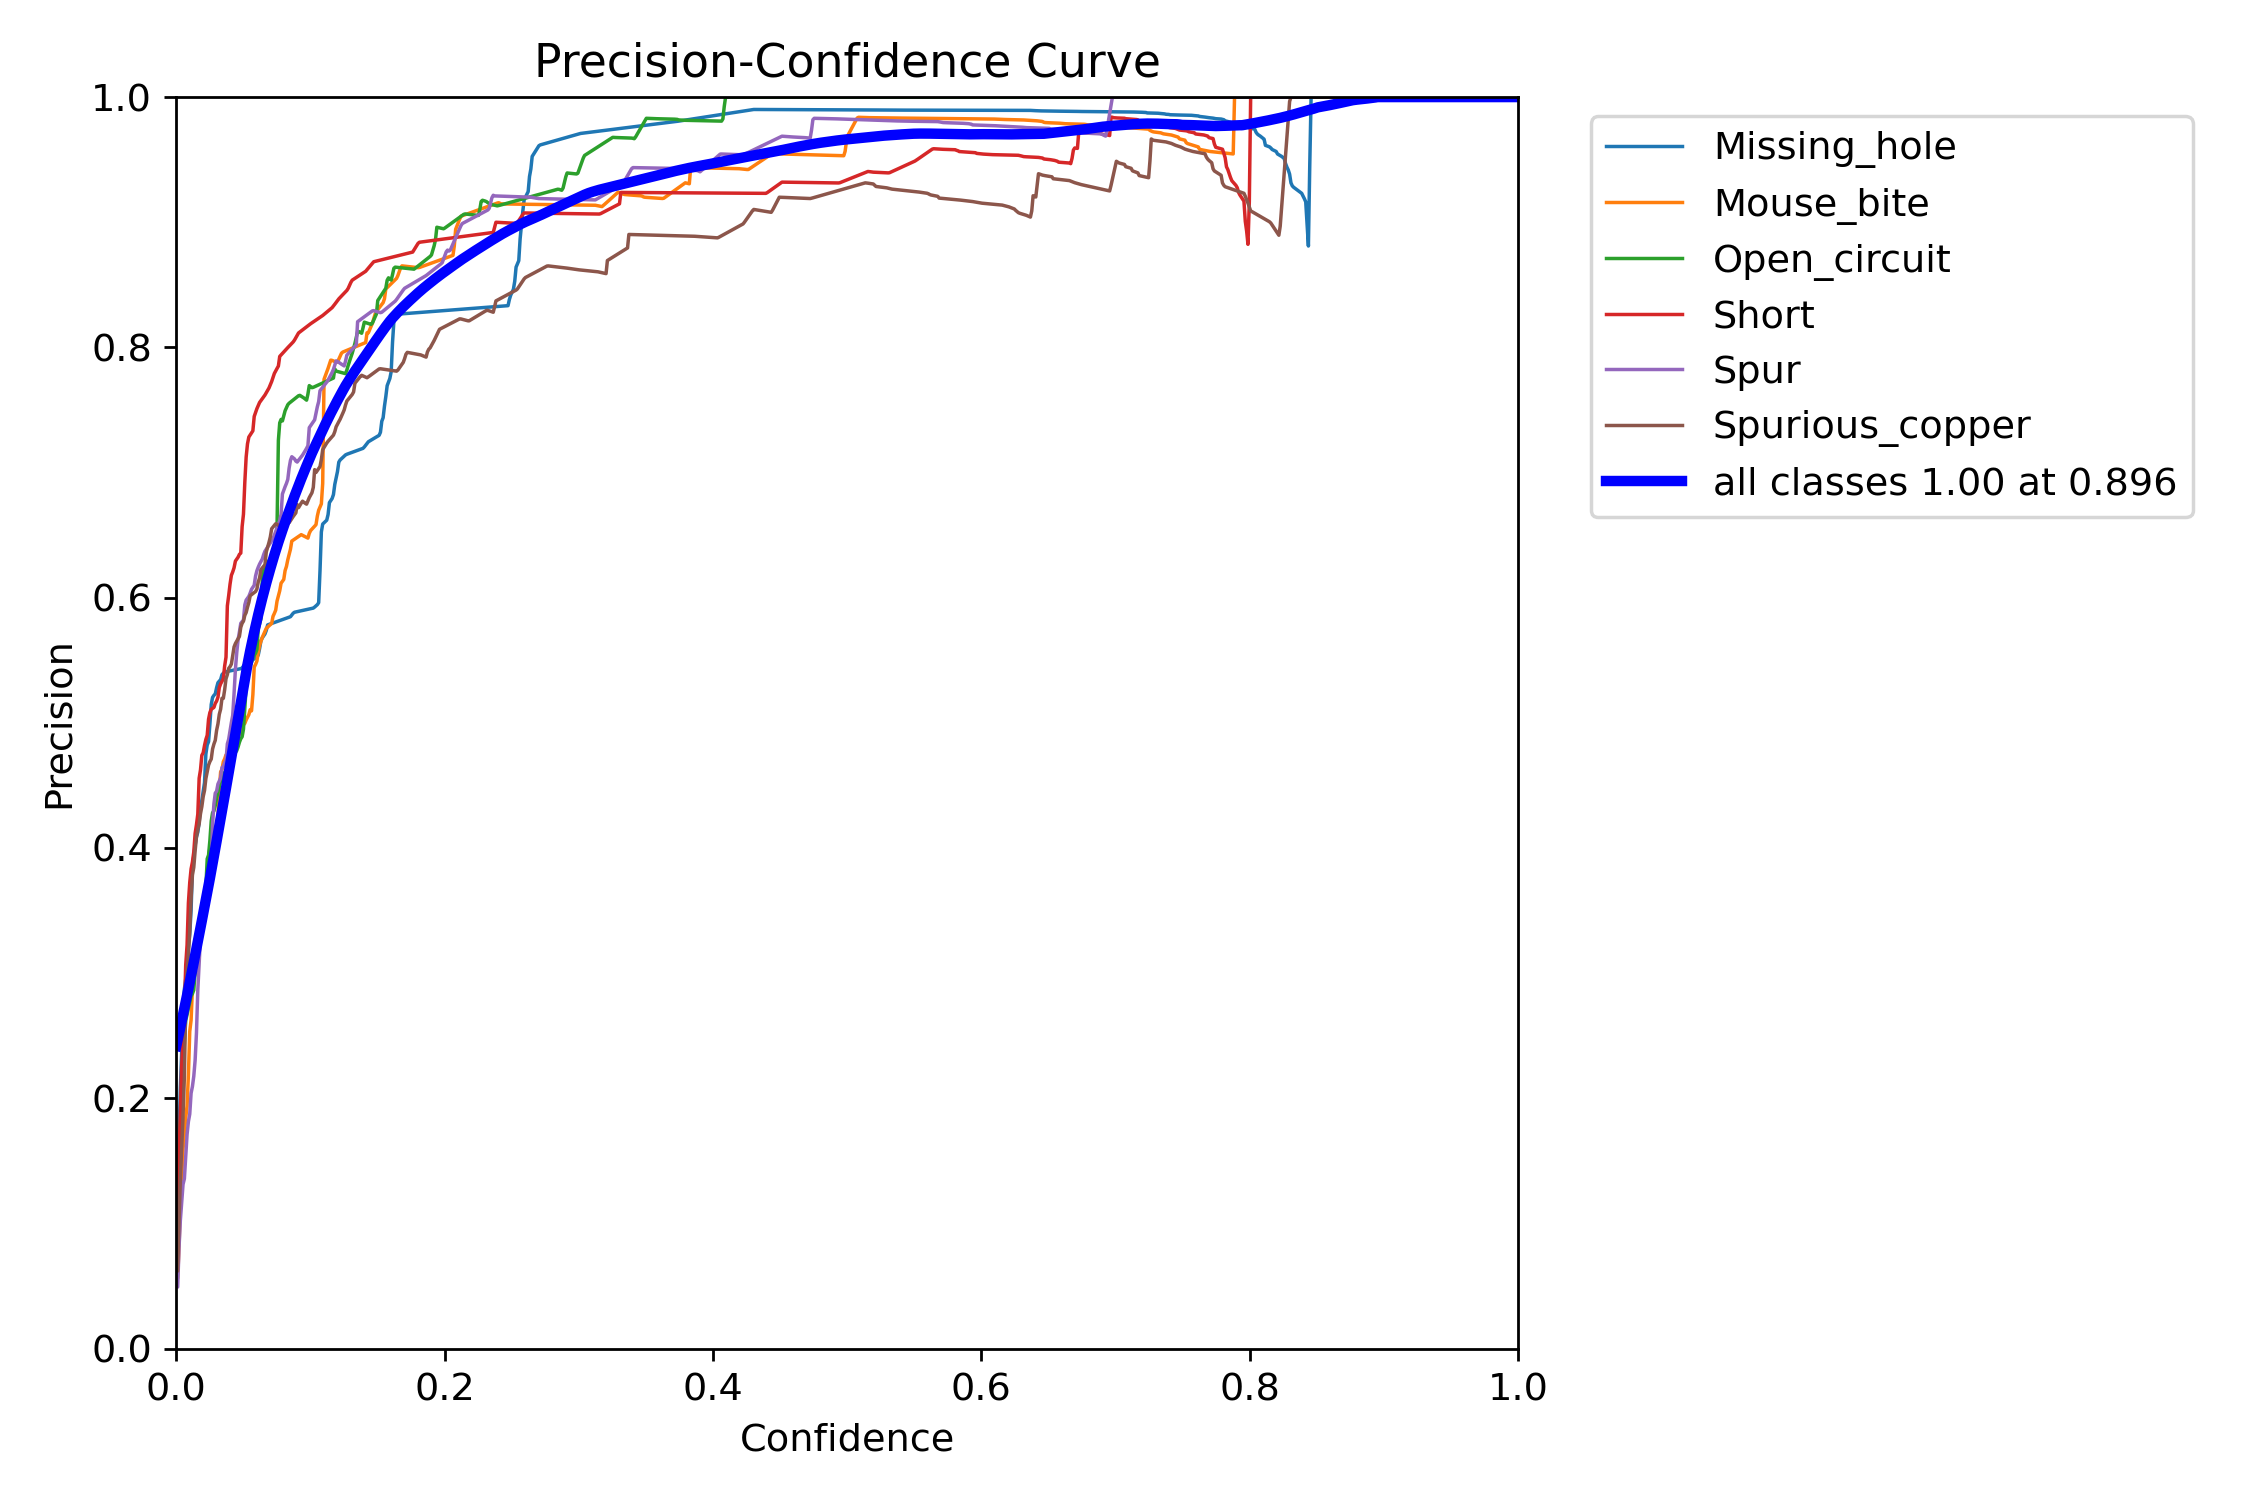 Precision-Confidence Curve
1.0
0.8
0.6
0.4
0.2
0.0
Precision
0.0 0.2 0.4 0.6 0.8 1.0
Confidence
Missing_hole
Mouse_bite
Open_circuit
Short
Spur
Spurious_copper
all classes 1.00 at 0.896